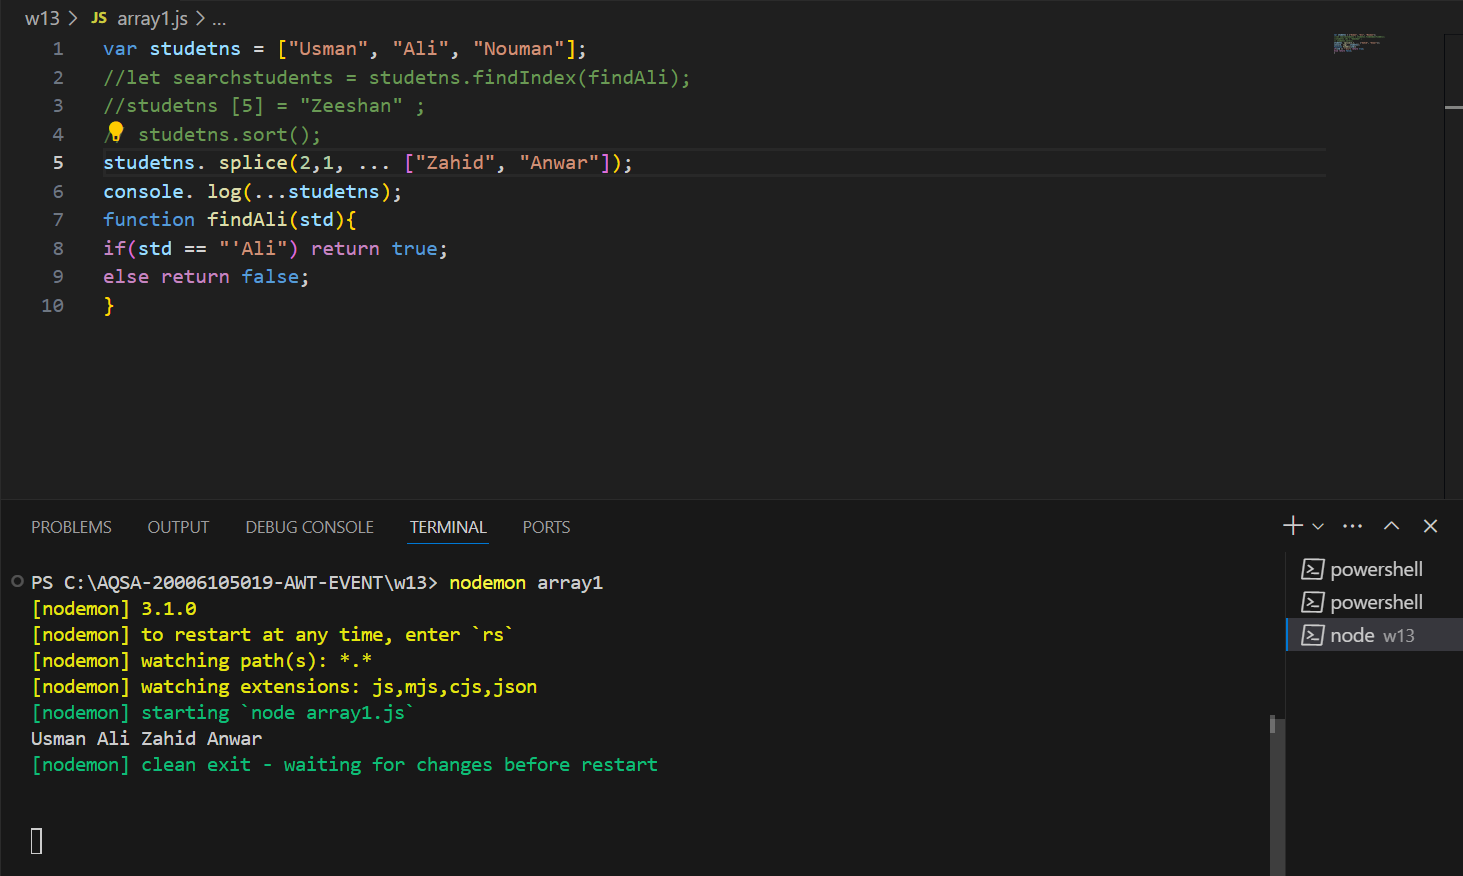 w13 > JS array1.js > ...
1 var studetns = ["Usman", "Ali", "Nouman"];
2 //let searchstudents = studetns.findIndex(findAli);
3 //studetns [5] = "Zeeshan" ;
4 / studetns.sort();
5 studetns. splice(2,1, ... ["Zahid", "Anwar"]);
6 console. log(...studetns);
7 function findAli(std){
8 if(std == "'Ali") return true;
9 else return false;
10 }
PROBLEMS OUTPUT DEBUG CONSOLE TERMINAL PORTS
PS C:\AQSA-20006105019-AWT-EVENT\w13> nodemon array1
[nodemon] 3.1.0
[nodemon] to restart at any time, enter `rs`
[nodemon] watching path(s): *.*
[nodemon] watching extensions: js,mjs,cjs,json
[nodemon] starting `node array1.js`
Usman Ali Zahid Anwar
[nodemon] clean exit - waiting for changes before restart
powershell
powershell
node w13